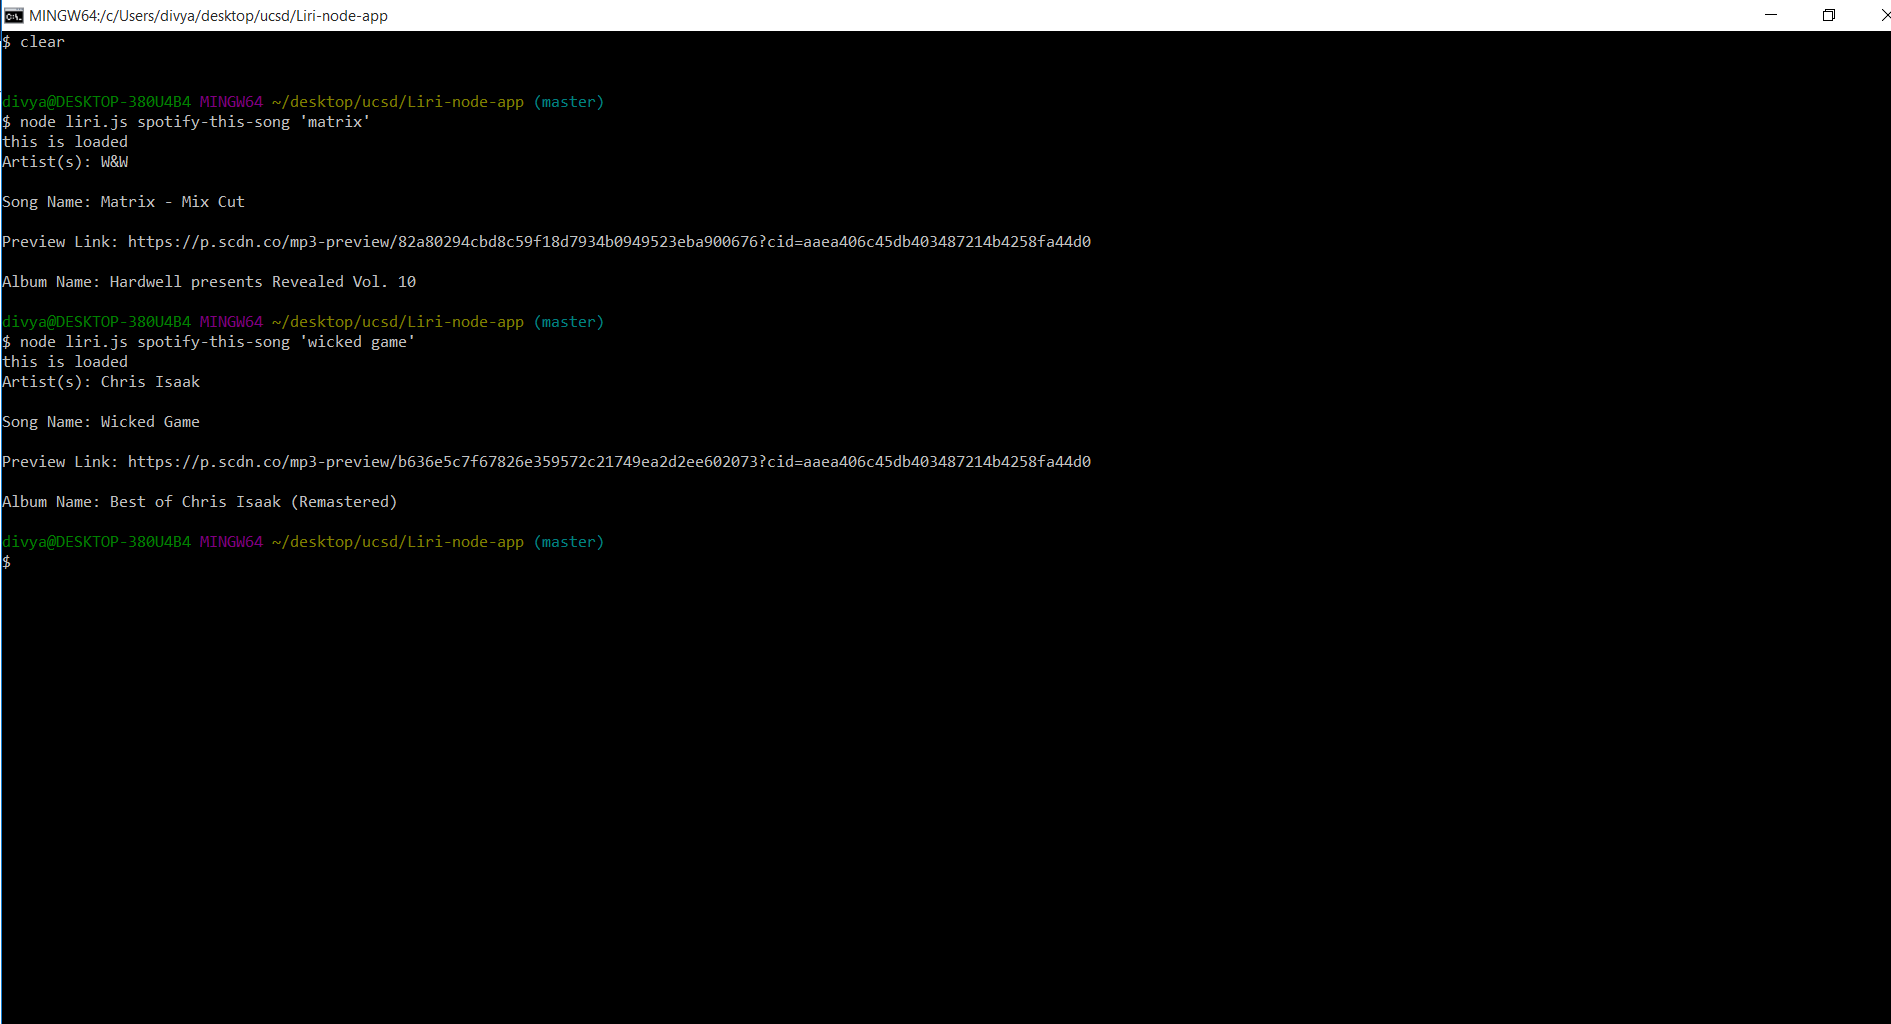 MINGW64:/c/Users/divya/desktop/ucsd/Liri-node-app
$ clear
divya@DESKTOP-380U4B4 MINGW64 ~/desktop/ucsd/Liri-node-app (master)
$ node liri.js spotify-this-song 'matrix'
this is loaded
Artist(s): W&W
Song Name: Matrix - Mix Cut
Preview Link: https://p.scdn.co/mp3-preview/82a80294cbd8c59f18d7934b0949523eba900676?cid=aaea406c45db403487214b4258fa44d0
Album Name: Hardwell presents Revealed Vol. 10
divya@DESKTOP-380U4B4 MINGW64 ~/desktop/ucsd/Liri-node-app (master)
$ node liri.js spotify-this-song 'wicked game'
this is loaded
Artist(s): Chris Isaak
Song Name: Wicked Game
Preview Link: https://p.scdn.co/mp3-preview/b636e5c7f67826e359572c21749ea2d2ee602073?cid=aaea406c45db403487214b4258fa44d0
Album Name: Best of Chris Isaak (Remastered)
divya@DESKTOP-380U4B4 MINGW64 ~/desktop/ucsd/Liri-node-app (master)
$